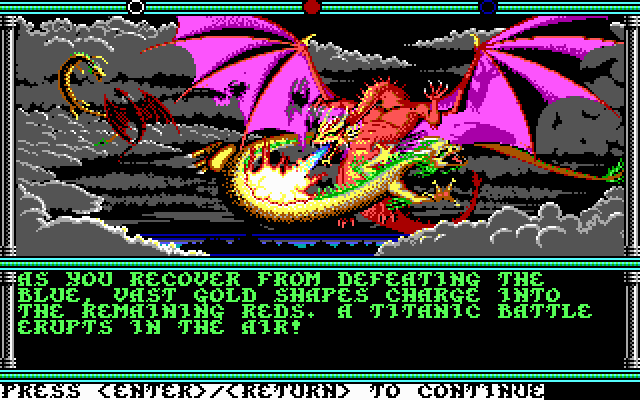 AS YOU RECOVER FROM DEFEATING THE
BLUE, VAST GOLD SHAPES CHARGE INTO
THE REMAINING REDS. A TITANIC BATTLE
ERUPTS IN THE AIR!
PRESS <ENTER>/<RETURN> TO CONTINUE